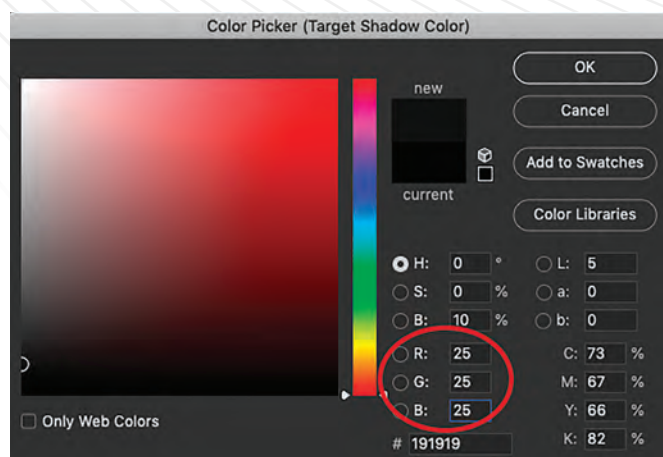 Color Picker (Target Shadow Color)
new
current
OK
Cancel
Add to Swatches
Color Libraries
H: 0 °
S: 0 %
B: 10 %
R: 25
G: 25
B: 25
# 191919
L: 5
a: 0
b: 0
C: 73 %
M: 67 %
Y: 66 %
K: 82 %
Only Web Colors